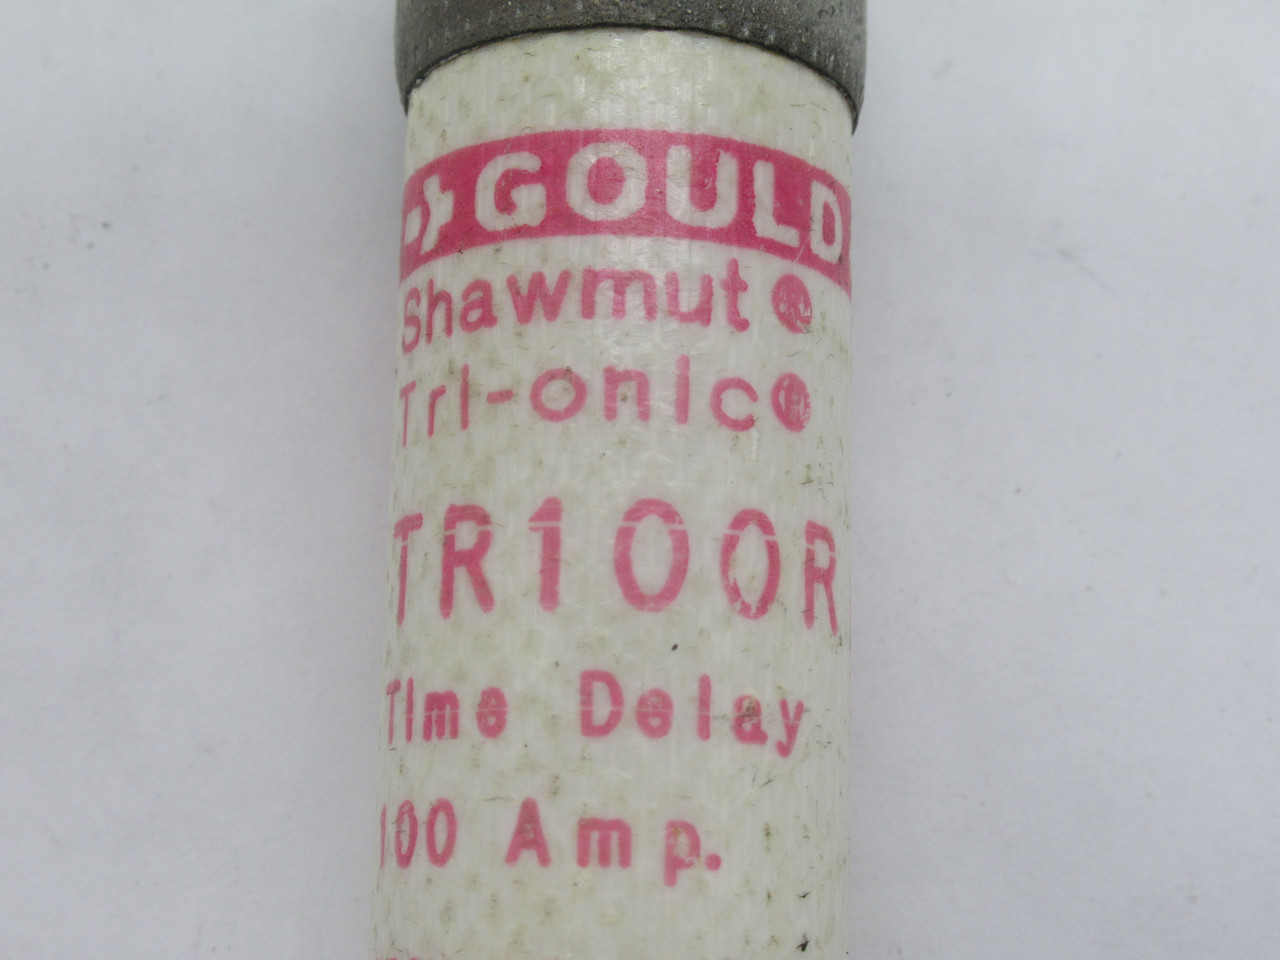 GOULD
Shawmut ®
Tri-onic ®
TR100R
Time Delay
100 Amp.